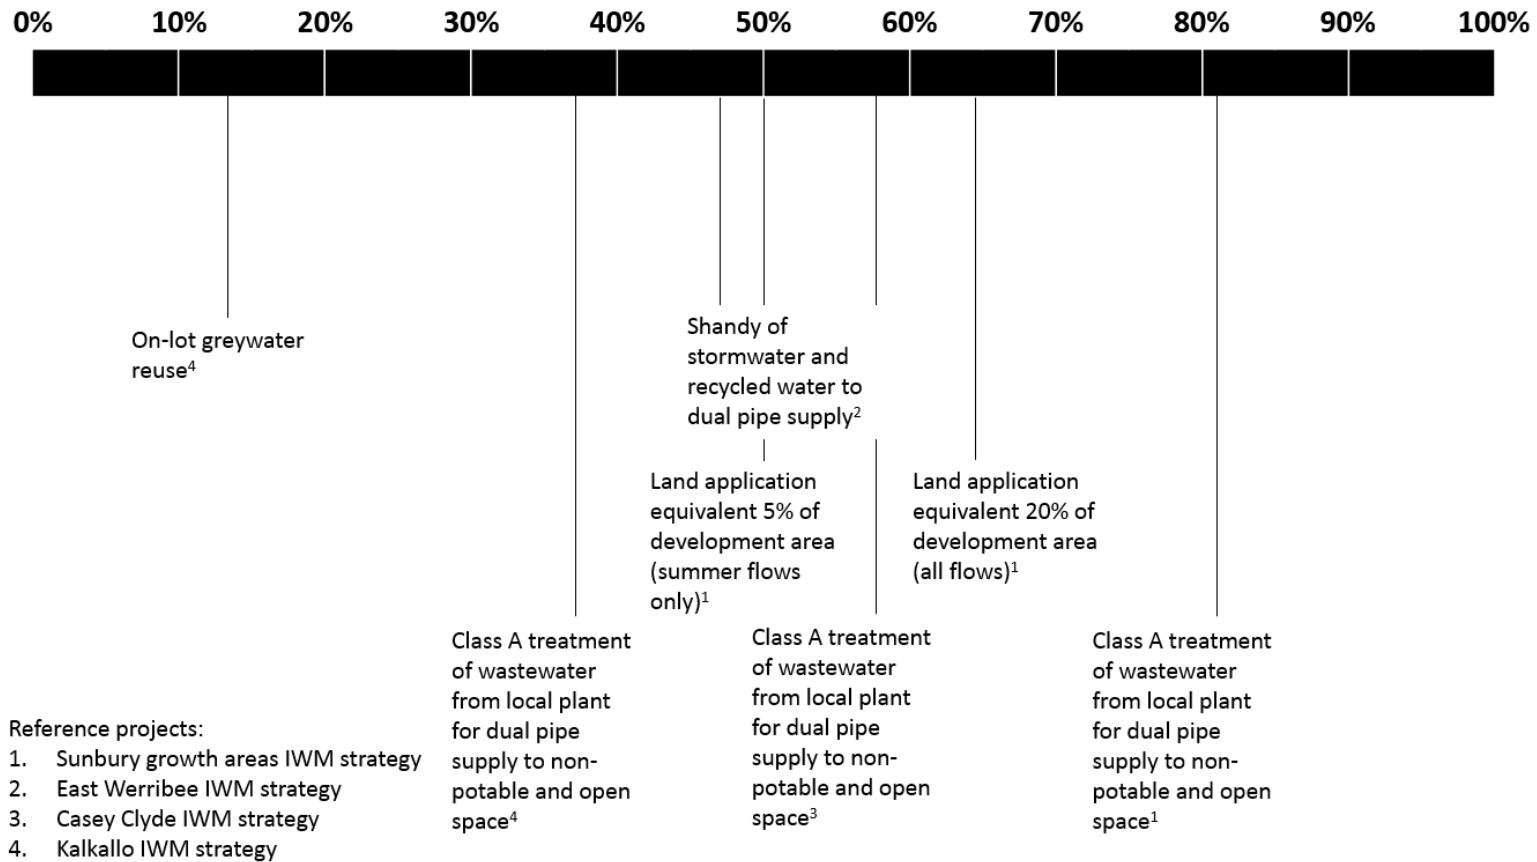 0% 10% 20% 30% 40% 50% 60% 70% 80% 90% 100%
On-lot greywater
reuse4
Shandy of
stormwater and
recycled water to
dual pipe supply2
Land application
equivalent 5% of
development area
(summer flows
only)1
Land application
equivalent 20% of
development area
(all flows)1
Class A treatment
of wastewater
from local plant
for dual pipe
supply to non-
potable and open
space4
Class A treatment
of wastewater
from local plant
for dual pipe
supply to non-
potable and open
space3
Class A treatment
of wastewater
from local plant
for dual pipe
supply to non-
potable and open
space1
Reference projects:
1. Sunbury growth areas IWM strategy
2. East Werribee IWM strategy
3. Casey Clyde IWM strategy
4. Kalkallo IWM strategy